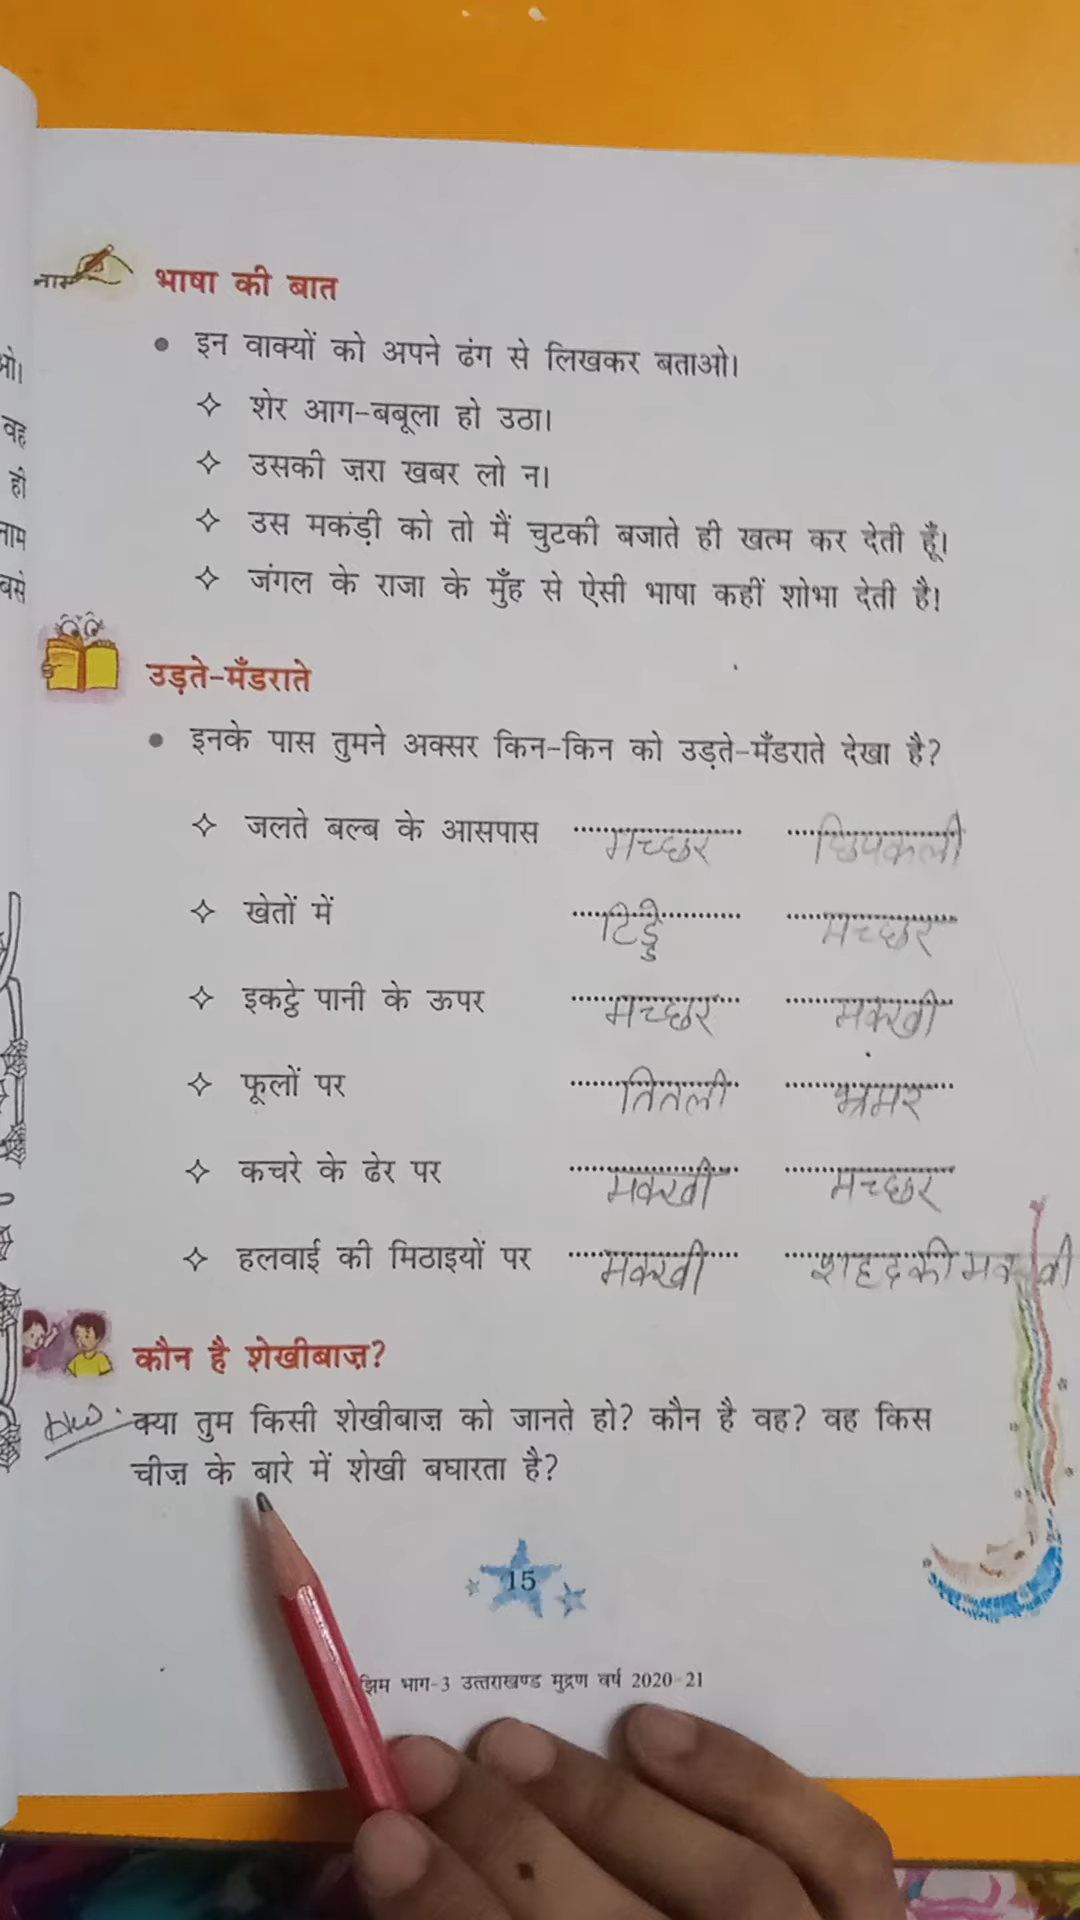 भाषा की बात
इन वाक्यों को अपने ढंग से लिखकर बताओ।
शेर आग-बबूला हो उठा।
उसकी ज़रा खबर लो न।
उस मकड़ी को तो मैं चुटकी बजाते ही खत्म कर देती हूँ।
जंगल के राजा के मुँह से ऐसी भाषा कहीं शोभा देती है!
उड़ते-मँडराते
इनके पास तुमने अक्सर किन-किन को उड़ते-मँडराते देखा है?
जलते बल्ब के आसपास मच्छर छिपकली
खेतों में टिड्डे मच्छर
इकट्ठे पानी के ऊपर मच्छर मक्खी
फूलों पर तितली भ्रमर
कचरे के ढेर पर मक्खी मच्छर
हलवाई की मिठाइयों पर मक्खी शहद की मक्खी
कौन है शेखीबाज़?
क्या तुम किसी शेखीबाज़ को जानते हो? कौन है वह? वह किस
चीज़ के बारे में शेखी बघारता है?
15
झिम भाग-3 उत्तराखण्ड मुद्रण वर्ष 2020-21